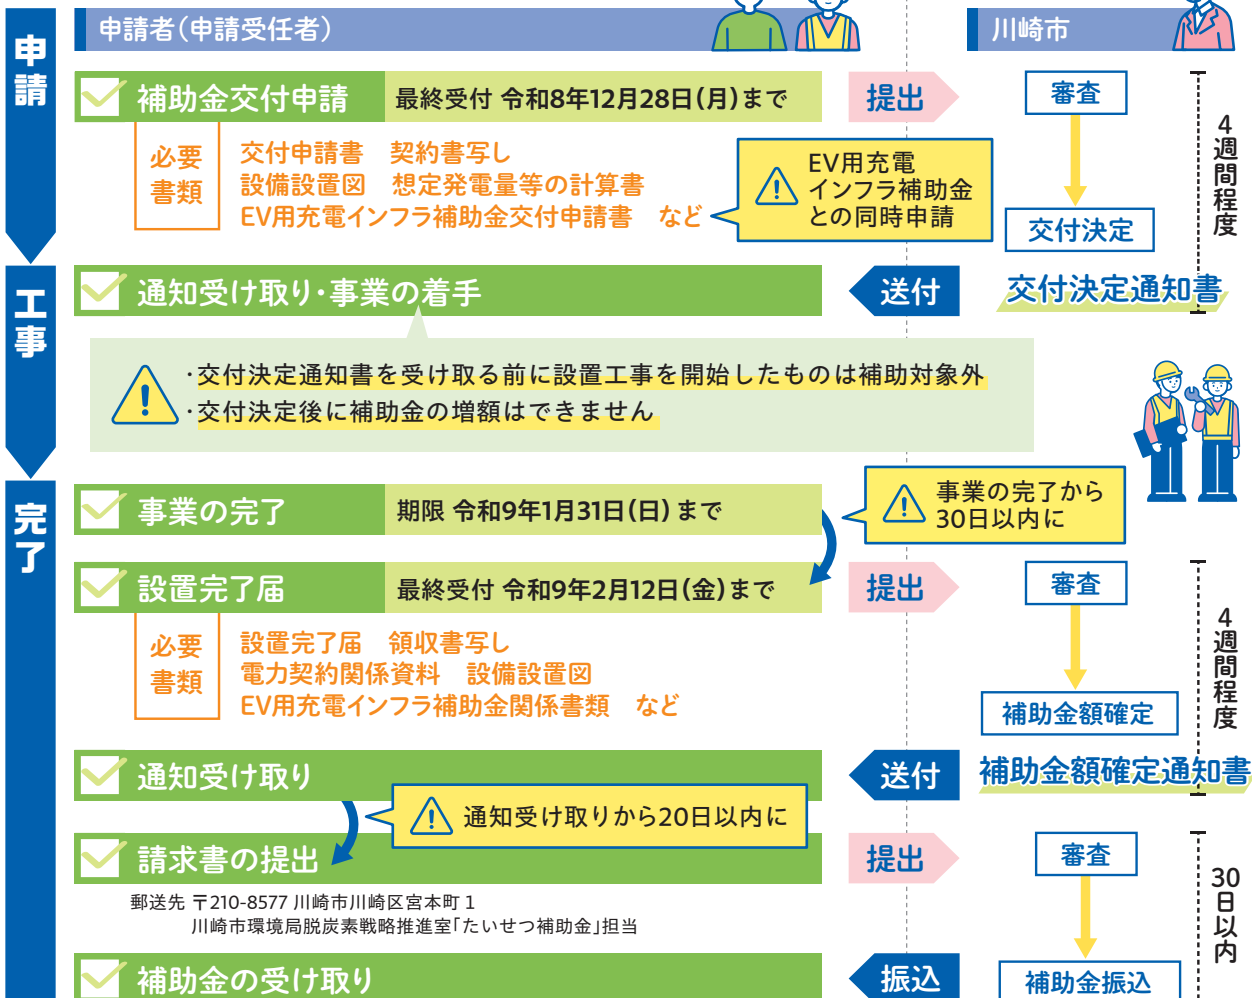 申請
申請者（申請受任者）
川崎市
補助金交付申請
最終受付 令和8年12月28日(月)まで
提出
審査
4週間程度
必要
書類
交付申請書　契約書写し
設備設置図　想定発電量等の計算書
EV用充電インフラ補助金交付申請書　など
EV用充電
インフラ補助金
との同時申請
交付決定
工事
通知受け取り・事業の着手
送付
交付決定通知書
・交付決定通知書を受け取る前に設置工事を開始したものは補助対象外
・交付決定後に補助金の増額はできません
完了
事業の完了
期限 令和9年1月31日(日)まで
事業の完了から
30日以内に
設置完了届
最終受付 令和9年2月12日(金)まで
提出
審査
4週間程度
必要
書類
設置完了届　領収書写し
電力契約関係資料　設備設置図
EV用充電インフラ補助金関係書類　など
補助金額確定
通知受け取り
送付
補助金額確定通知書
通知受け取りから20日以内に
請求書の提出
提出
審査
30日以内
郵送先 〒210-8577 川崎市川崎区宮本町1
川崎市環境局脱炭素戦略推進室「たいせつ補助金」担当
補助金の受け取り
振込
補助金振込